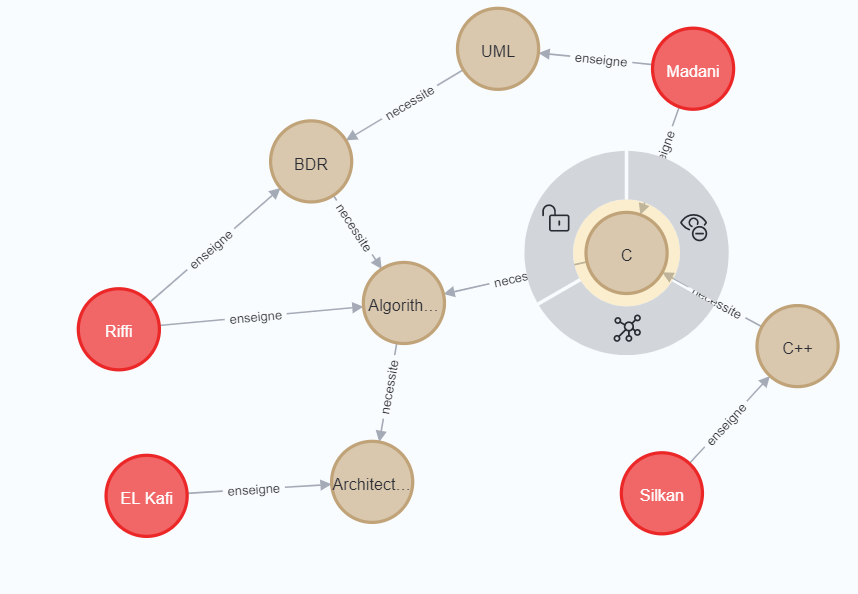 UML
enseigne
Madani
necessite
eigne
BDR
necessite
enseigne
C
neces
necessite
Algorith...
enseigne
Riffi
C++
necessite
enseigne
Architect...
enseigne
EL Kafi
Silkan